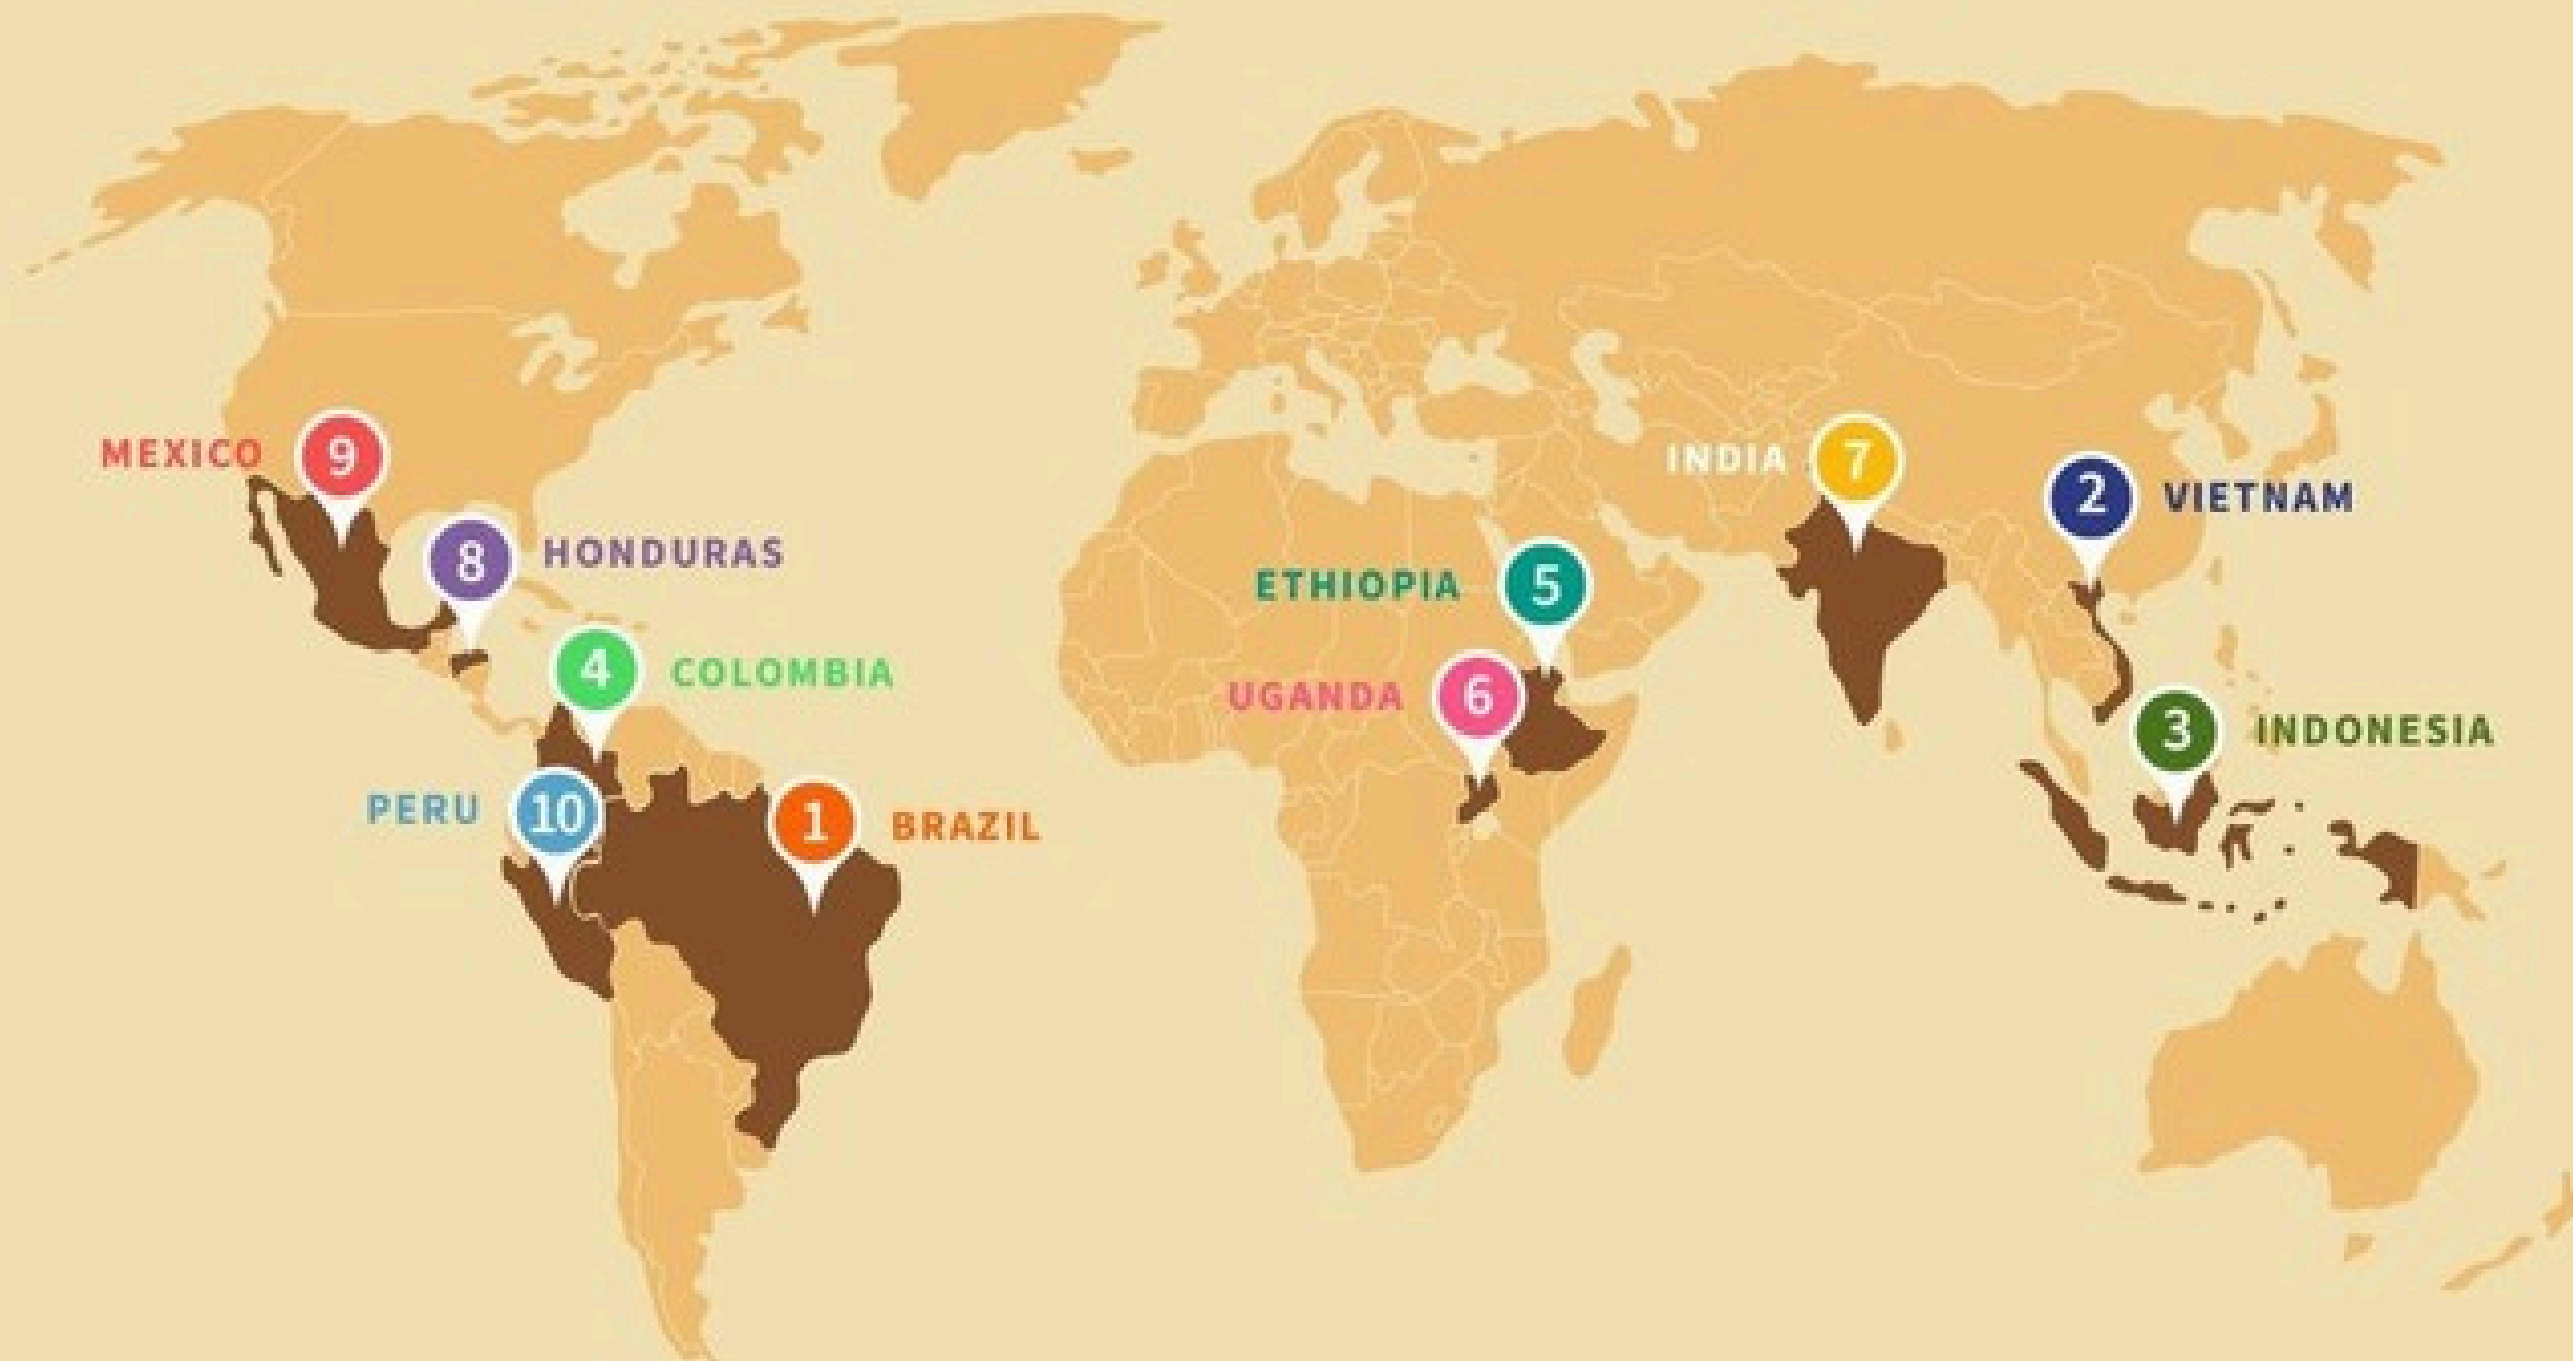 MEXICO 9
INDIA 7
2 VIETNAM
8 HONDURAS
ETHIOPIA 5
4 COLOMBIA
UGANDA 6
3 INDONESIA
PERU 10
1 BRAZIL